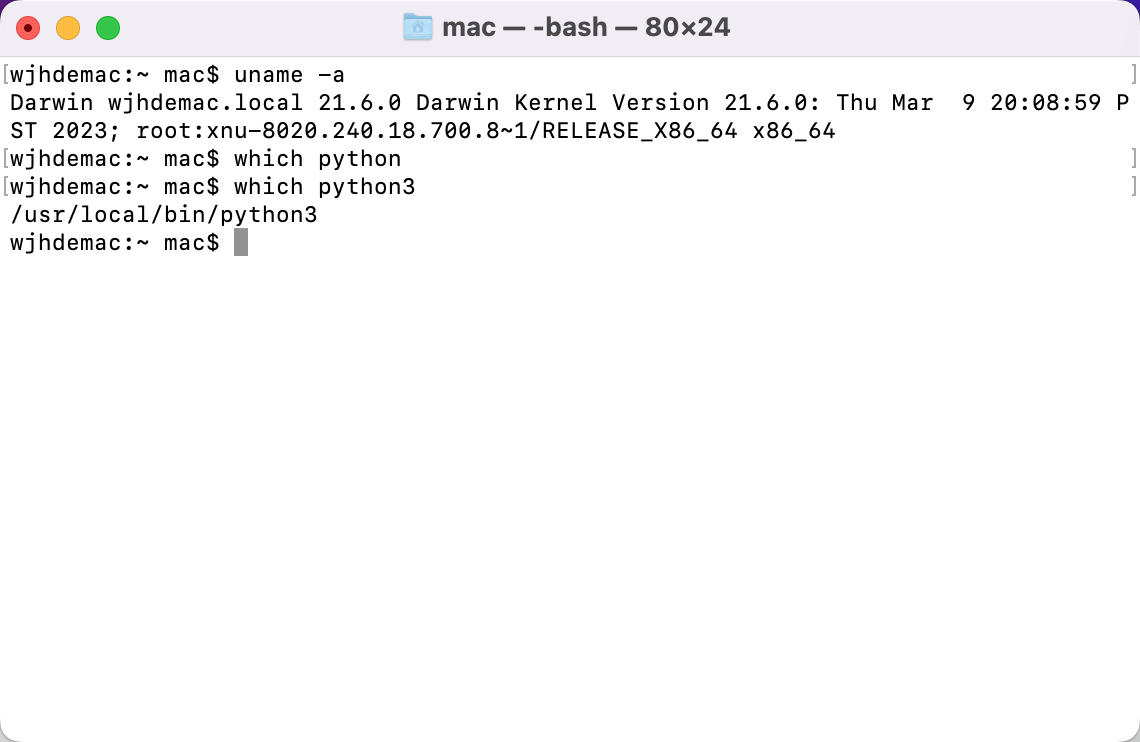 mac — -bash — 80×24
[wjhdemac:~ mac$ uname -a ]
Darwin wjhdemac.local 21.6.0 Darwin Kernel Version 21.6.0: Thu Mar  9 20:08:59 P
ST 2023; root:xnu-8020.240.18.700.8~1/RELEASE_X86_64 x86_64
[wjhdemac:~ mac$ which python ]
[wjhdemac:~ mac$ which python3 ]
/usr/local/bin/python3
wjhdemac:~ mac$